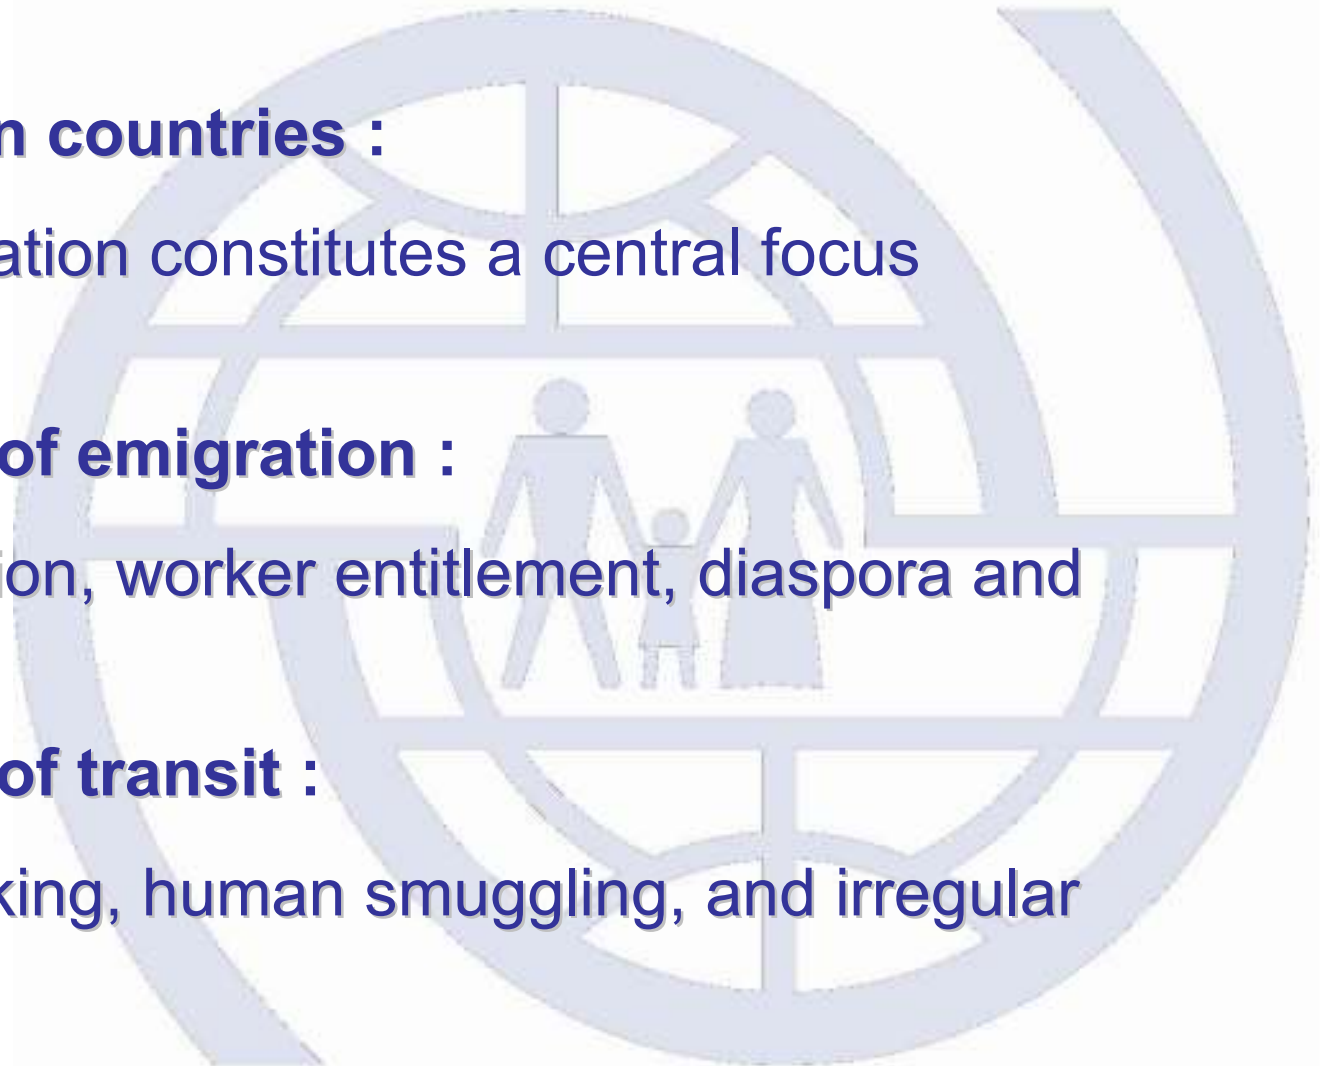 n countries :
ation constitutes a central focus
of emigration :
ion, worker entitlement, diaspora and
of transit :
king, human smuggling, and irregular